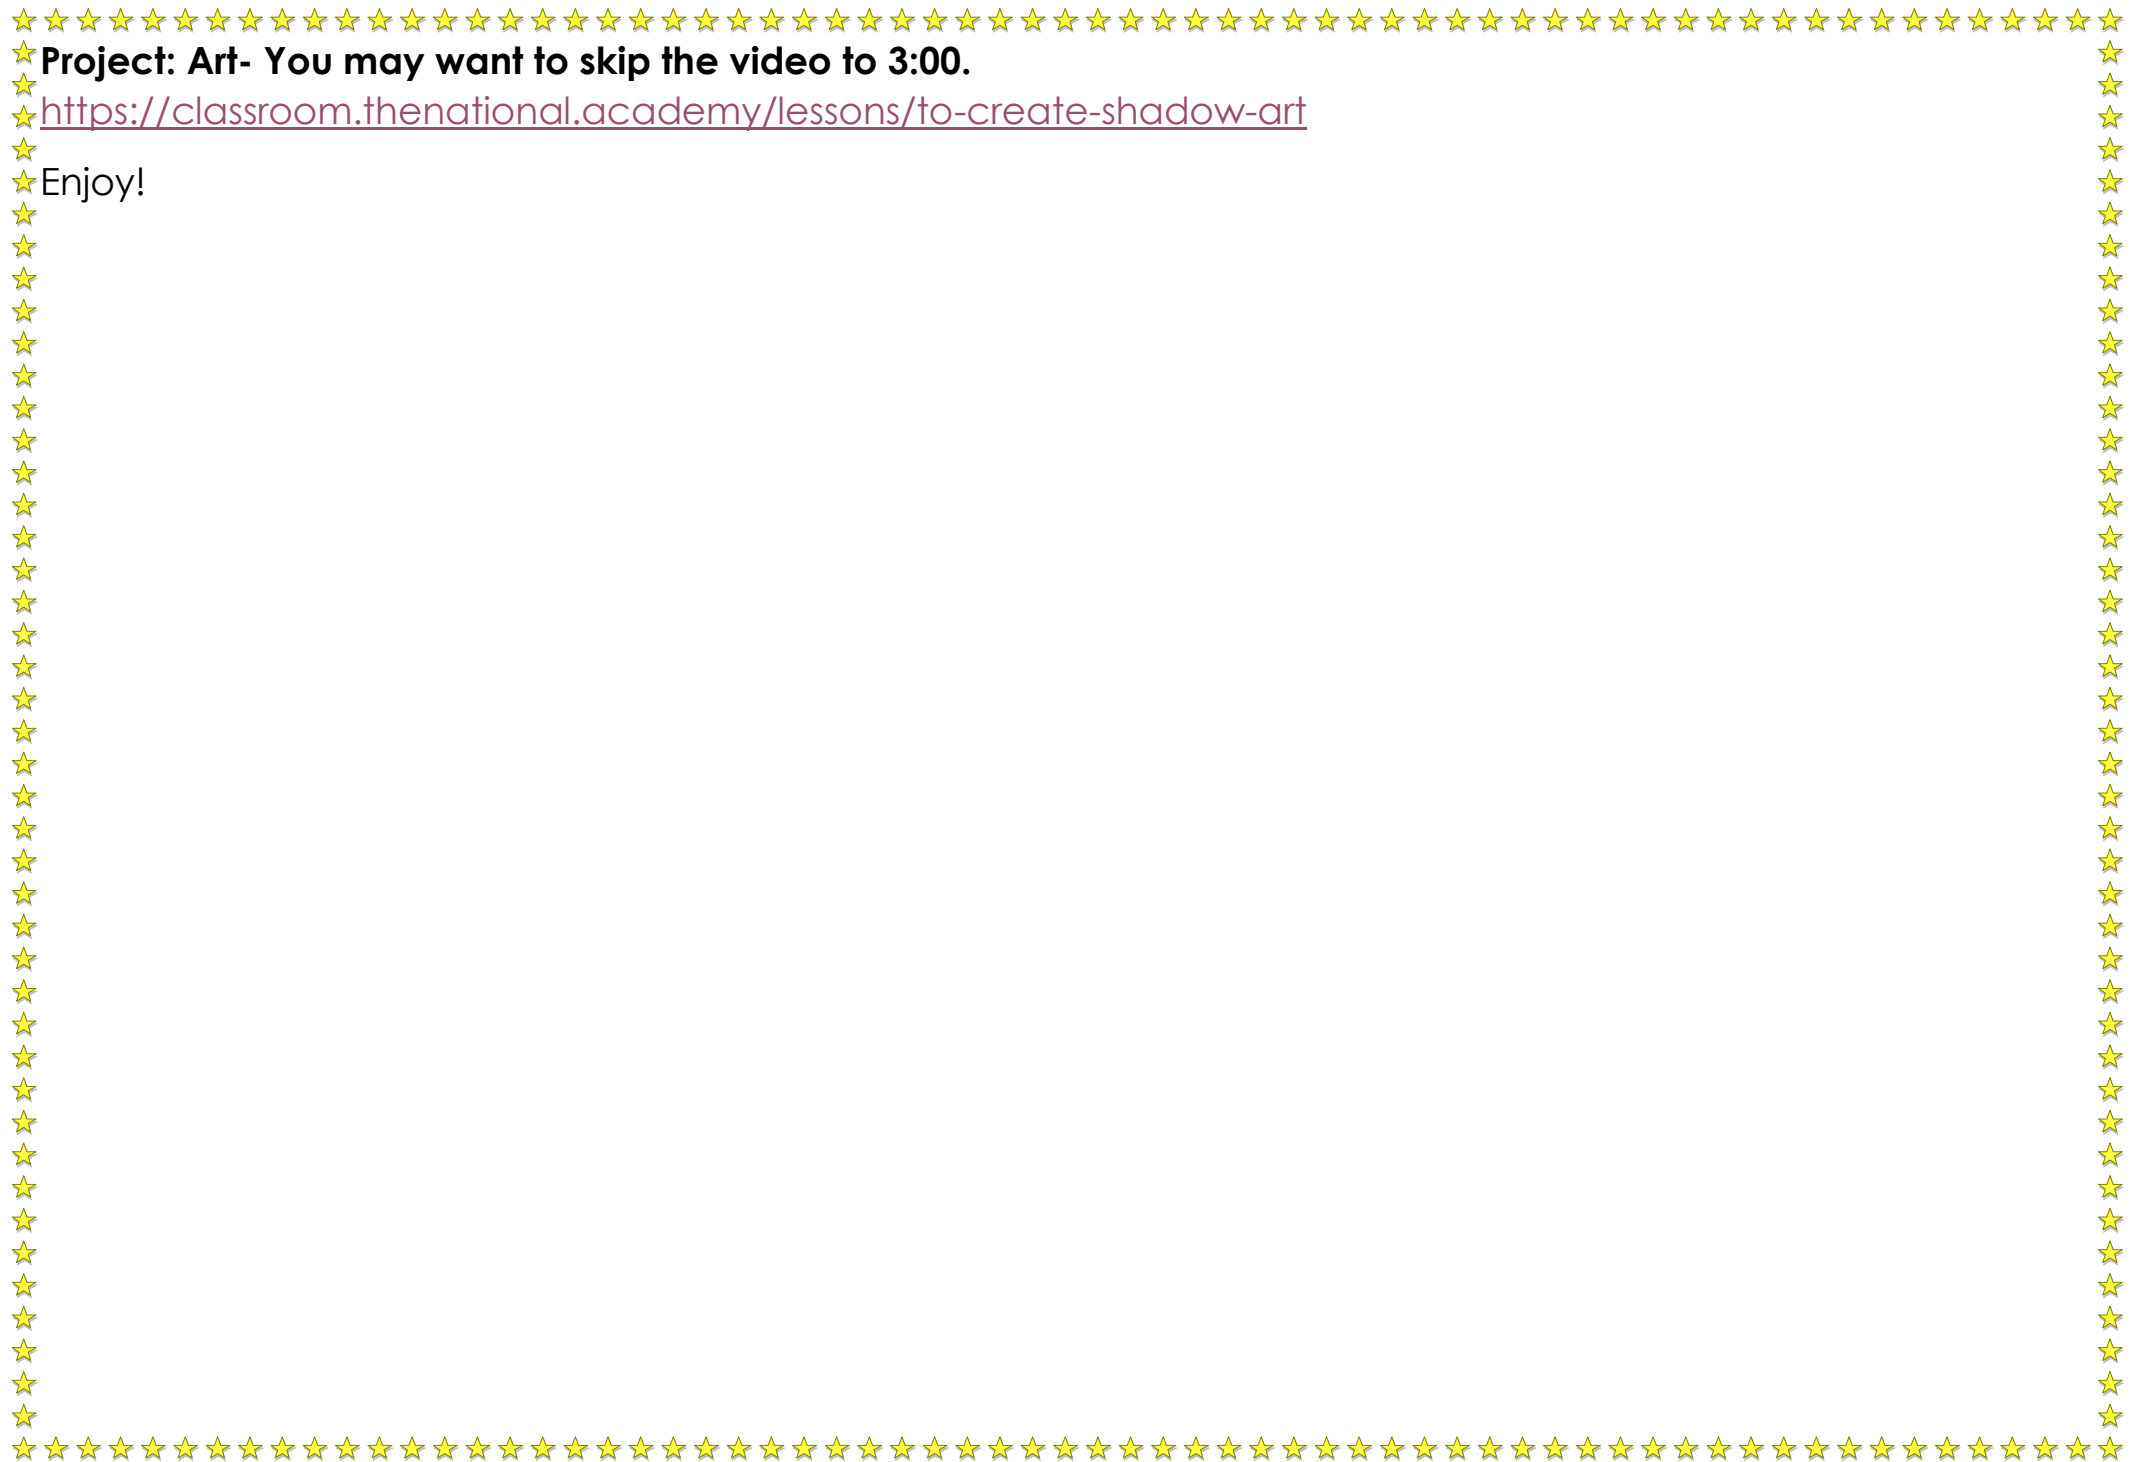 Project: Art- You may want to skip the video to 3:00.
https://classroom.thenational.academy/lessons/to-create-shadow-art
Enjoy!